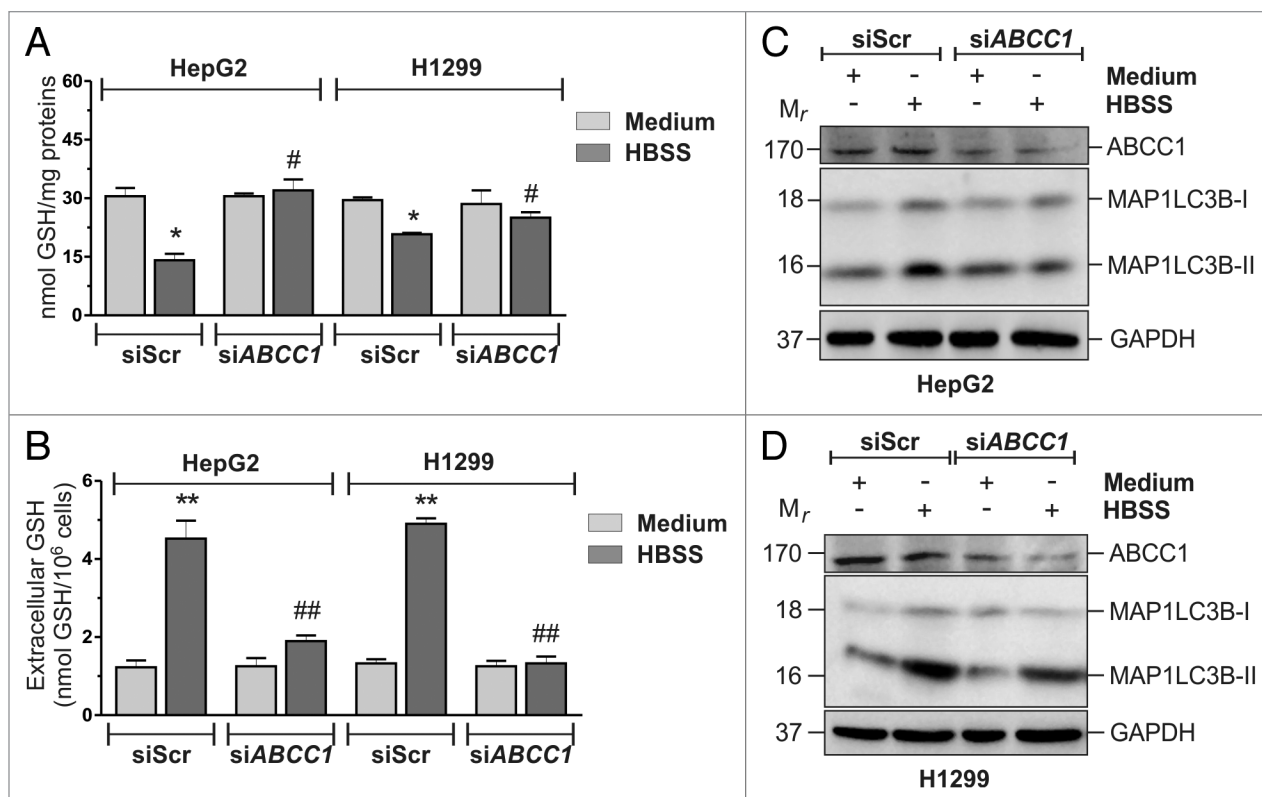 A
HepG2 H1299
nmol GSH/mg proteins
60
45
30
15
0
* # * #
Medium
HBSS
siScr siABCC1 siScr siABCC1
B
HepG2 H1299
Extracellular GSH
(nmol GSH/10⁶ cells)
6
4
2
0
** ## ** ##
Medium
HBSS
siScr siABCC1 siScr siABCC1
C
siScr siABCC1
+ - + - Medium
- + - + HBSS
Mr
170 ABCC1
18 MAP1LC3B-I
16 MAP1LC3B-II
37 GAPDH
HepG2
D
siScr siABCC1
+ - + - Medium
- + - + HBSS
Mr
170 ABCC1
18 MAP1LC3B-I
16 MAP1LC3B-II
37 GAPDH
H1299